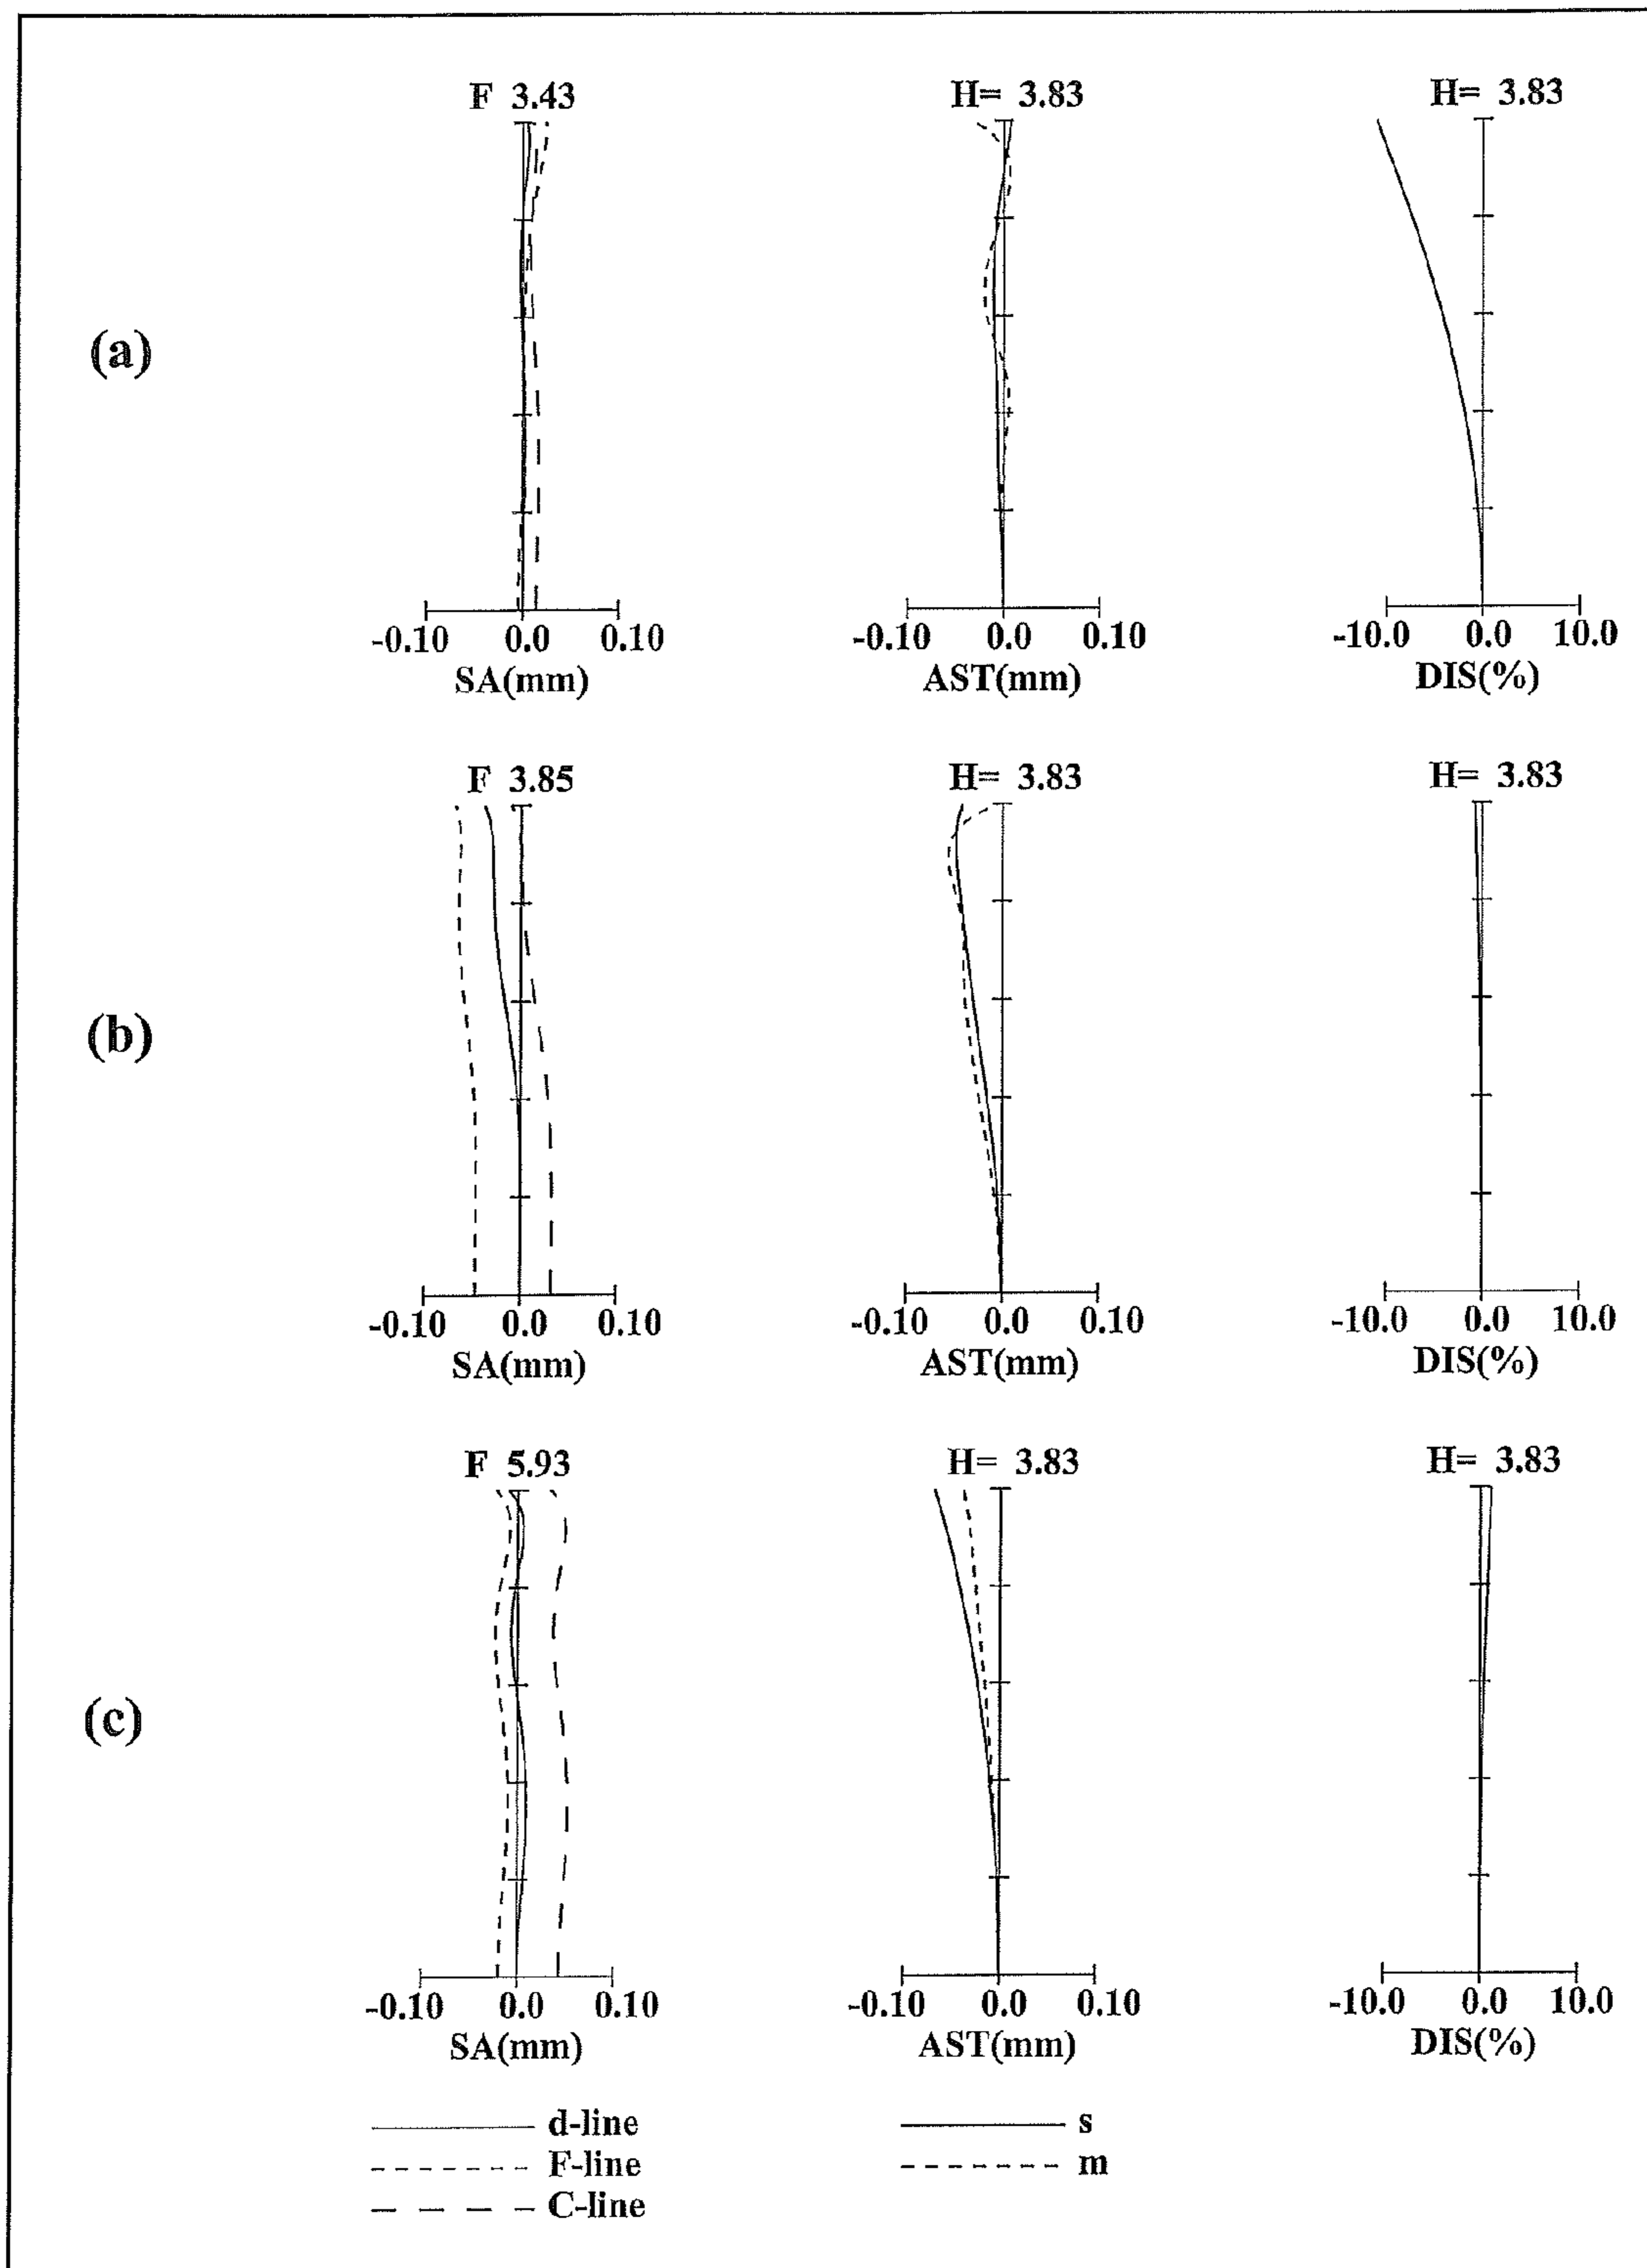 F 3.43
H= 3.83
H= 3.83
(a)
-0.10 0.0 0.10
SA(mm)
-0.10 0.0 0.10
AST(mm)
-10.0 0.0 10.0
DIS(%)
F 3.85
H= 3.83
H= 3.83
(b)
-0.10 0.0 0.10
SA(mm)
-0.10 0.0 0.10
AST(mm)
-10.0 0.0 10.0
DIS(%)
F 5.93
H= 3.83
H= 3.83
(c)
-0.10 0.0 0.10
SA(mm)
-0.10 0.0 0.10
AST(mm)
-10.0 0.0 10.0
DIS(%)
d-line
F-line
C-line
s
m